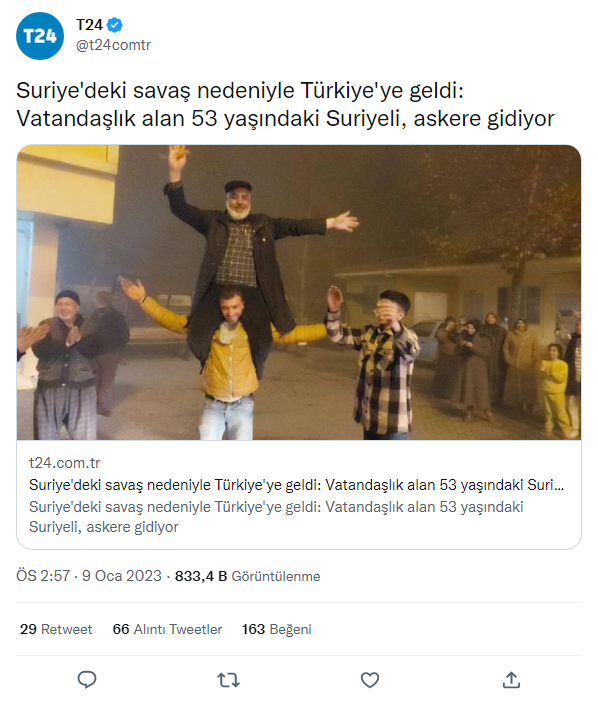 T24
T24
@t24comtr
Suriye'deki savaş nedeniyle Türkiye'ye geldi:
Vatandaşlık alan 53 yaşındaki Suriyeli, askere gidiyor
t24.com.tr
Suriye'deki savaş nedeniyle Türkiye'ye geldi: Vatandaşlık alan 53 yaşındaki Suri...
Suriye'deki savaş nedeniyle Türkiye'ye geldi: Vatandaşlık alan 53 yaşındaki
Suriyeli, askere gidiyor
ÖS 2:57 · 9 Oca 2023 · 833,4 B Görüntülenme
29 Retweet 66 Alıntı Tweetler 163 Beğeni